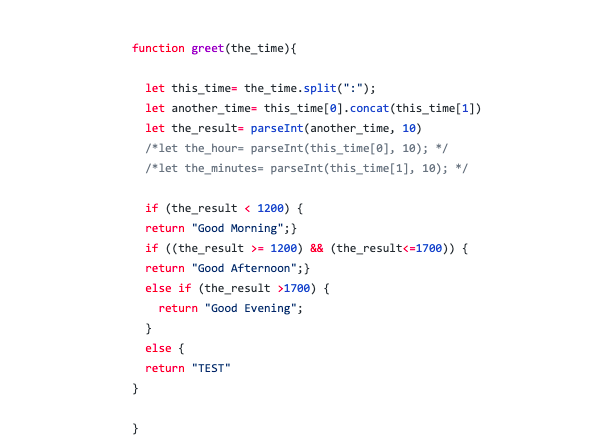 function greet(the_time){
let this_time= the_time.split(":");
let another_time= this_time[0].concat(this_time[1])
let the_result= parseInt(another_time, 10)
/*let the_hour= parseInt(this_time[0], 10); */
/*let the_minutes= parseInt(this_time[1], 10); */
if (the_result < 1200) {
return "Good Morning";}
if ((the_result >= 1200) && (the_result<=1700)) {
return "Good Afternoon";}
else if (the_result >1700) {
return "Good Evening";
}
else {
return "TEST"
}
}